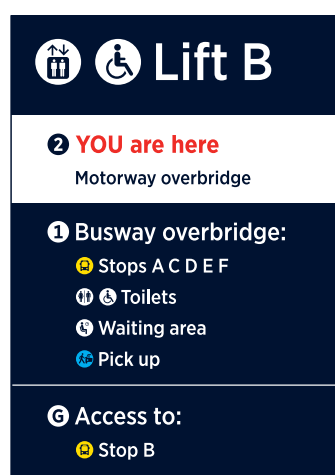 Lift B
2 YOU are here
Motorway overbridge
1 Busway overbridge:
Stops A C D E F
Toilets
Waiting area
Pick up
G Access to:
Stop B